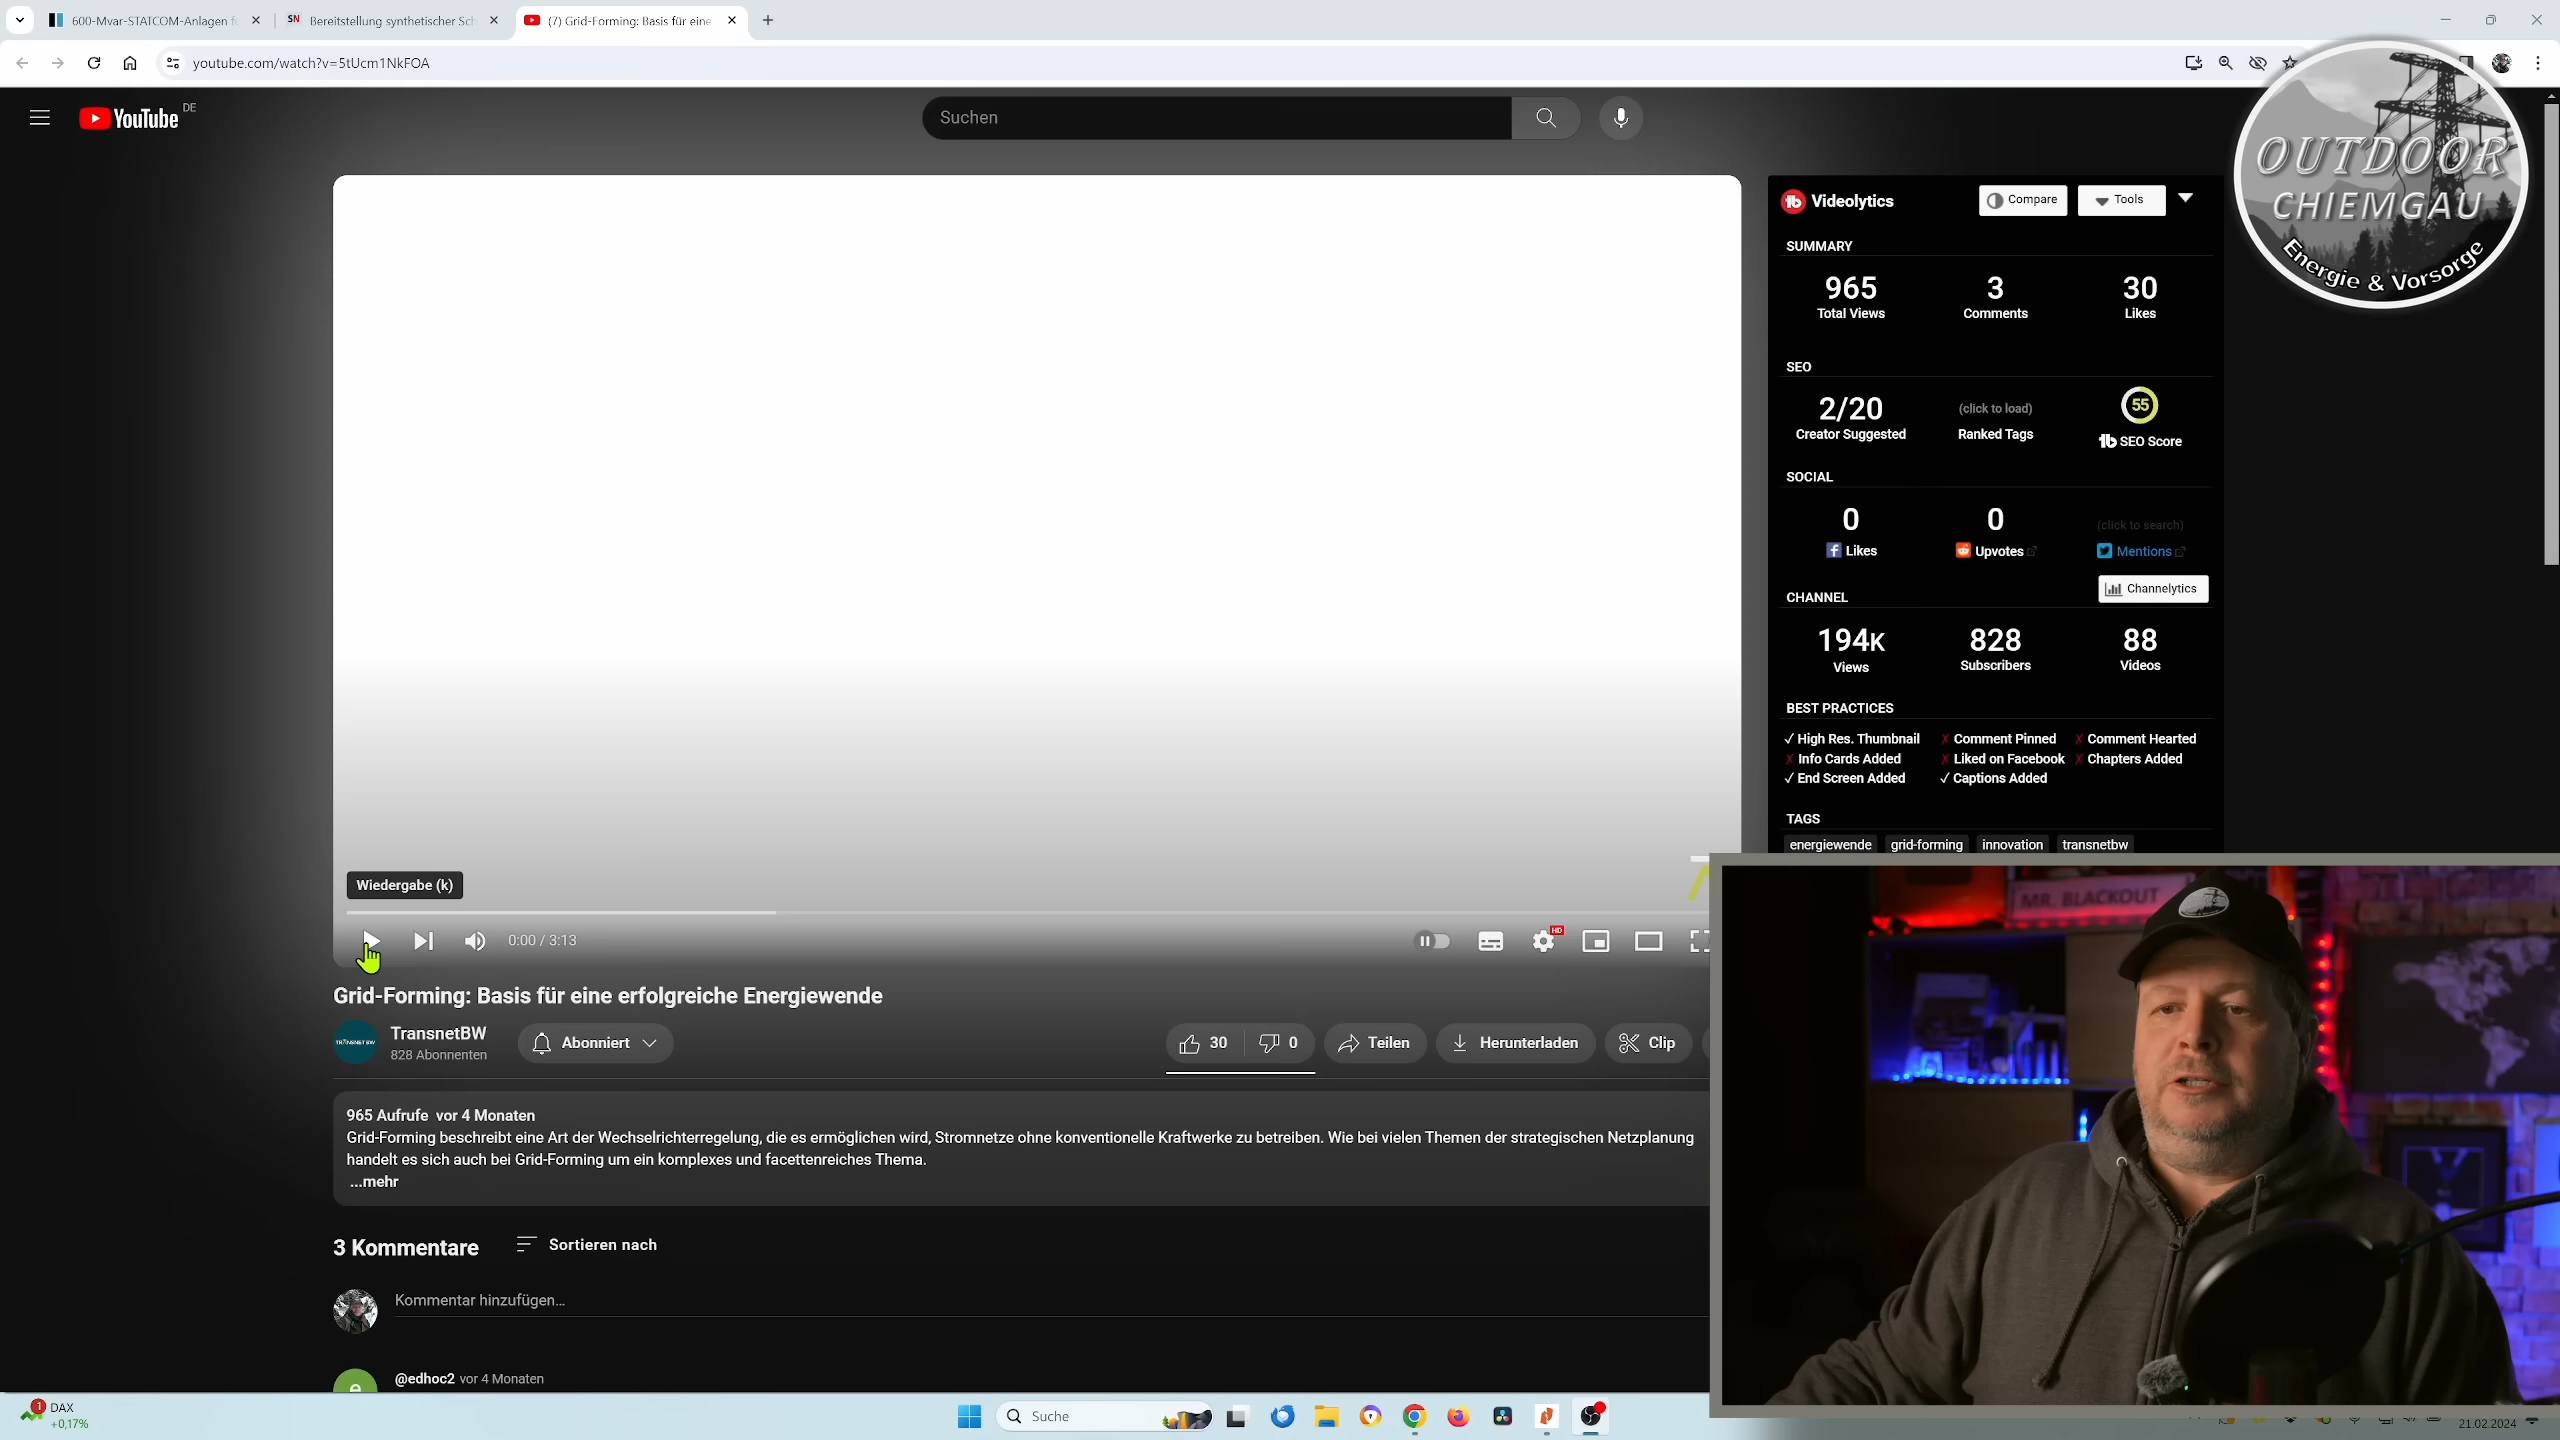 600-Mvar-STATCOM-Anlagen f
SN Bereitstellung synthetischer Sch
(7) Grid-Forming: Basis für eine
youtube.com/watch?v=5tUcm1NkFOA
YouTube DE
Suchen
OUTDOOR
CHIEMGAU
Energie & Vorsorge
Videolytics
Compare
Tools
SUMMARY
965 3 30
Total Views Comments Likes
SEO
2/20 (click to load) 55
Creator Suggested Ranked Tags SEO Score
SOCIAL
0 0 (click to search)
Likes Upvotes Mentions
Channelytics
CHANNEL
194K 828 88
Views Subscribers Videos
BEST PRACTICES
✓ High Res. Thumbnail ✗ Comment Pinned ✗ Comment Hearted
✗ Info Cards Added ✗ Liked on Facebook ✗ Chapters Added
✓ End Screen Added ✓ Captions Added
TAGS
energiewende grid-forming innovation transnetbw
Wiedergabe (k)
0:00 / 3:13
HD
Grid-Forming: Basis für eine erfolgreiche Energiewende
TRANSNET BW
TransnetBW
828 Abonnenten
Abonniert
30
0
Teilen
Herunterladen
Clip
965 Aufrufe vor 4 Monaten
Grid-Forming beschreibt eine Art der Wechselrichterregelung, die es ermöglichen wird, Stromnetze ohne konventionelle Kraftwerke zu betreiben. Wie bei vielen Themen der strategischen Netzplanung
handelt es sich auch bei Grid-Forming um ein komplexes und facettenreiches Thema.
...mehr
3 Kommentare
Sortieren nach
Kommentar hinzufügen...
e
@edhoc2 vor 4 Monaten
MR. BLACKOUT
1
DAX
+0,17%
Suche
21.02.2024